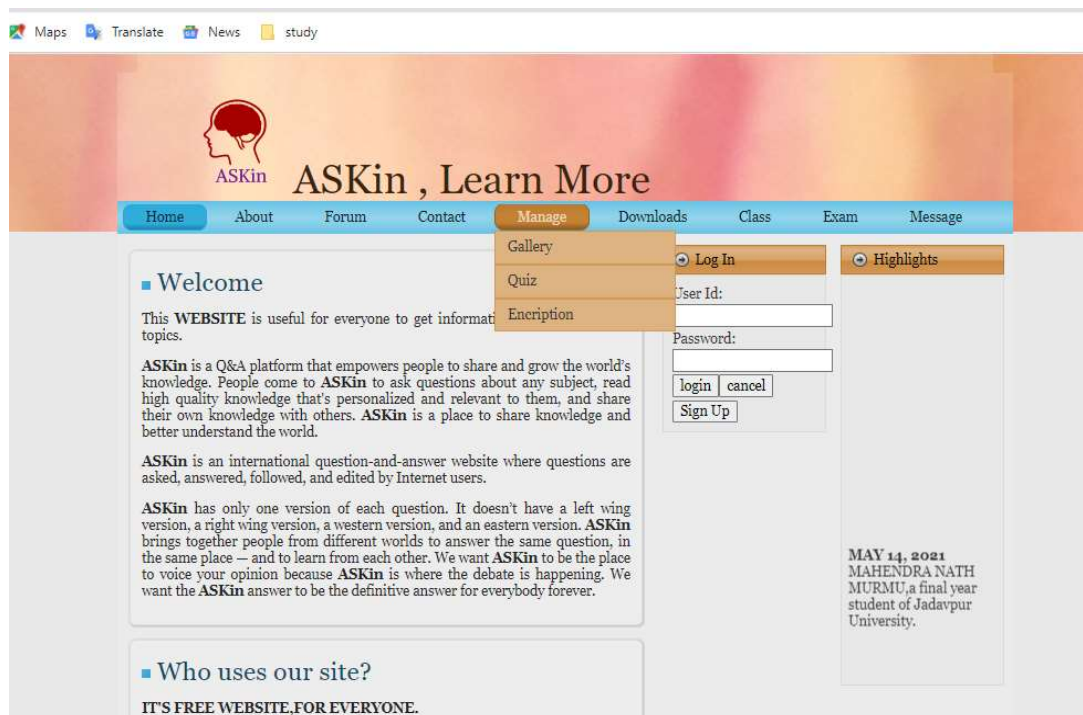 Maps Translate News study
ASKin
ASKin , Learn More
Home About Forum Contact Manage Downloads Class Exam Message
Gallery
Quiz
Encription
Welcome
This WEBSITE is useful for everyone to get
topics.
ASKin is a Q&A platform that empowers people to share and grow the world's
knowledge. People come to ASKin to ask questions about any subject, read
high quality knowledge that's personalized and relevant to them, and share
their own knowledge with others. ASKin is a place to share knowledge and
better understand the world.
ASKin is an international question-and-answer website where questions are
asked, answered, followed, and edited by Internet users.
ASKin has only one version of each question. It doesn't have a left wing
version, a right wing version, a western version, and an eastern version. ASKin
brings together people from different worlds to answer the same question, in
the same place — and to learn from each other. We want ASKin to be the place
to voice your opinion because ASKin is where the debate is happening. We
want the ASKin answer to be the definitive answer for everybody forever.
Who uses our site?
IT'S FREE WEBSITE,FOR EVERYONE.
Log In
User Id:
Password:
login cancel
Sign Up
Highlights
MAY 14, 2021
MAHENDRA NATH
MURMU,a final year
student of Jadavpur
University.